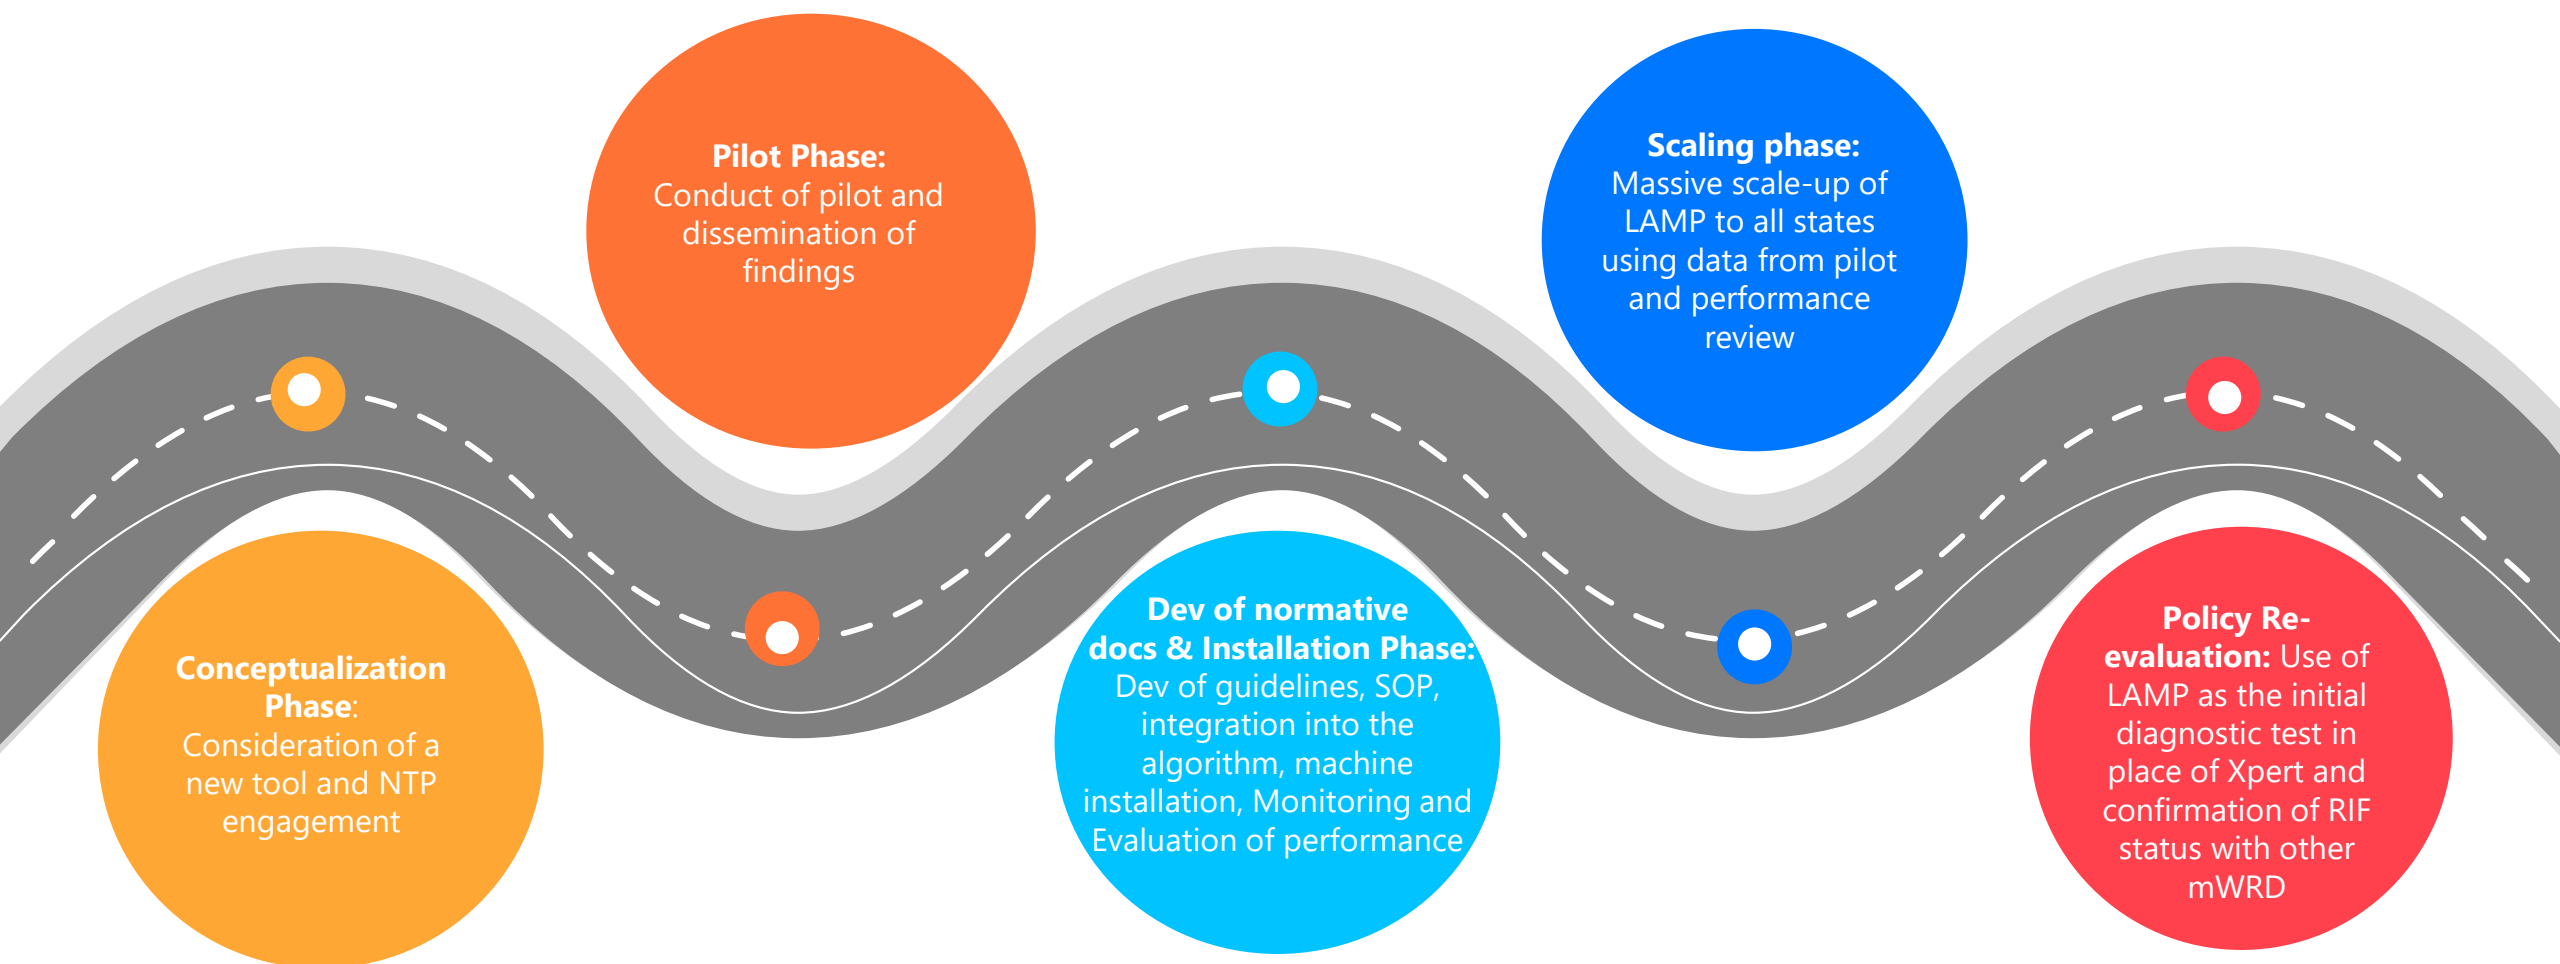 Conceptualization
Phase:
Consideration of a
new tool and NTP
engagement
Pilot Phase:
Conduct of pilot and
dissemination of
findings
Dev of normative
docs & Installation Phase:
Dev of guidelines, SOP,
integration into the
algorithm, machine
installation, Monitoring and
Evaluation of performance
Scaling phase:
Massive scale-up of
LAMP to all states
using data from pilot
and performance
review
Policy Re-
evaluation: Use of
LAMP as the initial
diagnostic test in
place of Xpert and
confirmation of RIF
status with other
mWRD